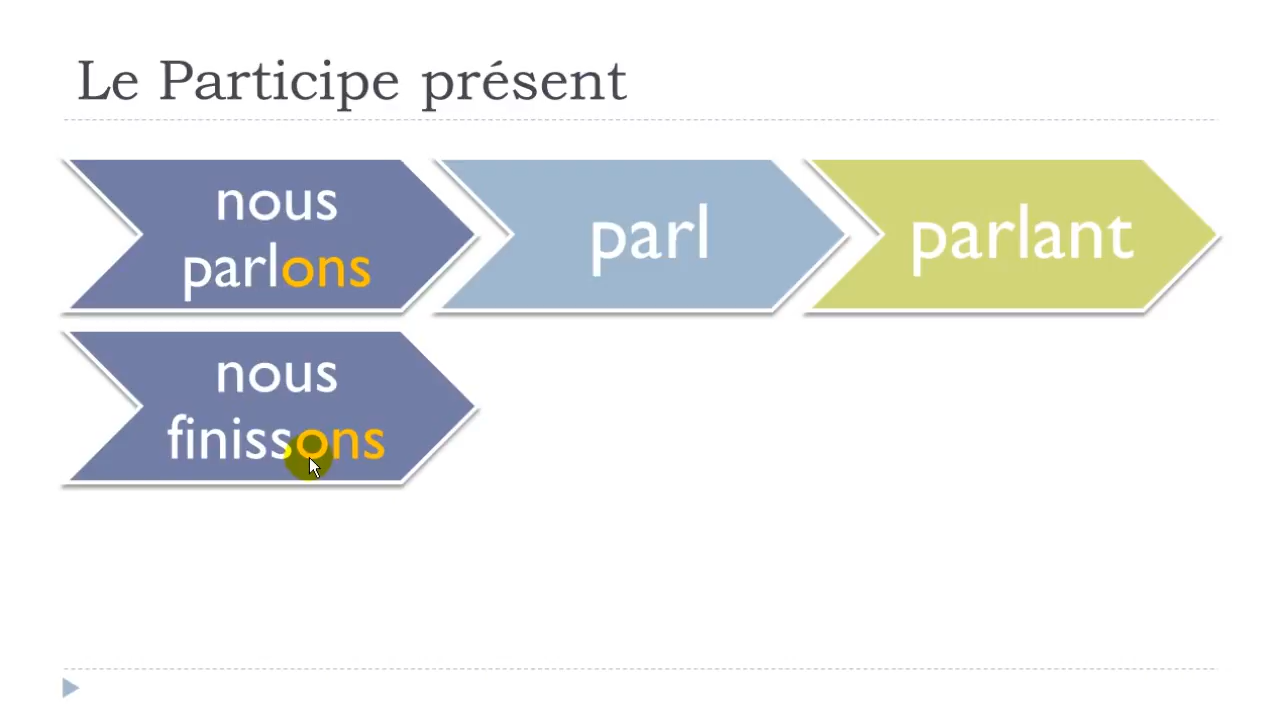 Le Participe présent
nous
parlons
parl
parlant
nous
finissons